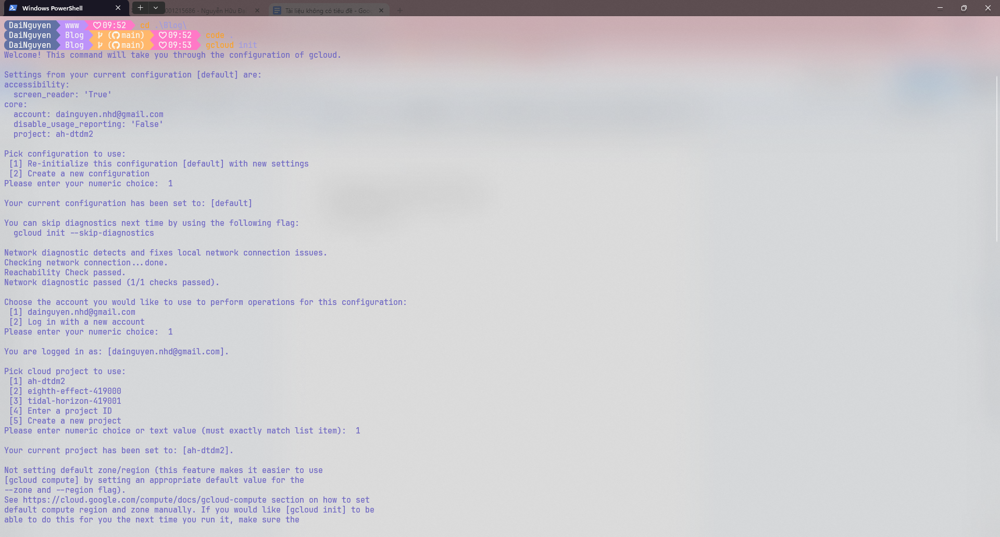 Windows PowerShell
001215686 - Nguyễn Hữu Đại
Tài liệu không có tiêu đề - Goo
DaiNguyen www 09:52 cd .\Blog\
DaiNguyen Blog (main) 09:52 code .
DaiNguyen Blog (main) 09:53 gcloud init
Welcome! This command will take you through the configuration of gcloud.
Settings from your current configuration [default] are:
accessibility:
screen_reader: 'True'
core:
account: dainguyen.nhd@gmail.com
disable_usage_reporting: 'False'
project: ah-dtdm2
Pick configuration to use:
[1] Re-initialize this configuration [default] with new settings
[2] Create a new configuration
Please enter your numeric choice:  1
Your current configuration has been set to: [default]
You can skip diagnostics next time by using the following flag:
gcloud init --skip-diagnostics
Network diagnostic detects and fixes local network connection issues.
Checking network connection...done.
Reachability Check passed.
Network diagnostic passed (1/1 checks passed).
Choose the account you would like to use to perform operations for this configuration:
[1] dainguyen.nhd@gmail.com
[2] Log in with a new account
Please enter your numeric choice:  1
You are logged in as: [dainguyen.nhd@gmail.com].
Pick cloud project to use:
[1] ah-dtdm2
[2] eighth-effect-419000
[3] tidal-horizon-419001
[4] Enter a project ID
[5] Create a new project
Please enter numeric choice or text value (must exactly match list item):  1
Your current project has been set to: [ah-dtdm2].
Not setting default zone/region (this feature makes it easier to use
[gcloud compute] by setting an appropriate default value for the
--zone and --region flag).
See https://cloud.google.com/compute/docs/gcloud-compute section on how to set
default compute region and zone manually. If you would like [gcloud init] to be
able to do this for you the next time you run it, make sure the